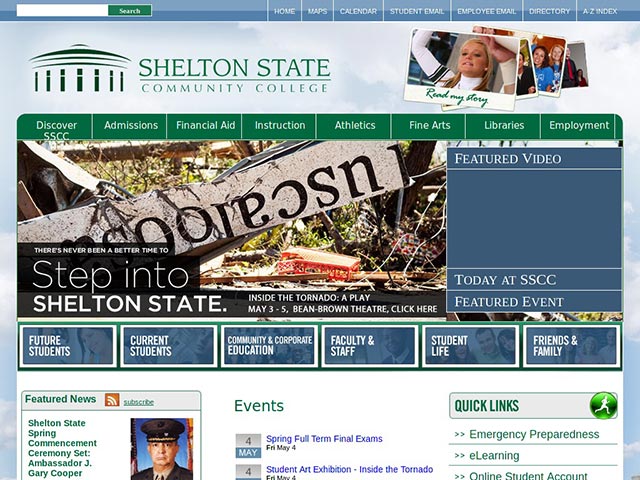 Search
HOME MAPS CALENDAR STUDENT EMAIL EMPLOYEE EMAIL DIRECTORY A-Z INDEX
SHELTON STATE
COMMUNITY COLLEGE
Read my story
Discover SSCC
Admissions
Financial Aid
Instruction
Athletics
Fine Arts
Libraries
Employment
uscaloosa
FEATURED VIDEO
TODAY AT SSCC
FEATURED EVENT
THERE'S NEVER BEEN A BETTER TIME TO
Step into
SHELTON STATE.
INSIDE THE TORNADO: A PLAY
MAY 3 - 5, BEAN-BROWN THEATRE, CLICK HERE
FUTURE
STUDENTS
CURRENT
STUDENTS
COMMUNITY & CORPORATE
EDUCATION
FACULTY &
STAFF
STUDENT
LIFE
FRIENDS &
FAMILY
Featured News subscribe
Shelton State
Spring
Commencement
Ceremony Set:
Ambassador J.
Gary Cooper
Events
4
MAY
Spring Full Term Final Exams
Fri May 4
4
Student Art Exhibition - Inside the Tornado
Fri May 4
QUICK LINKS
>> Emergency Preparedness
>> eLearning
>> Online Student Account